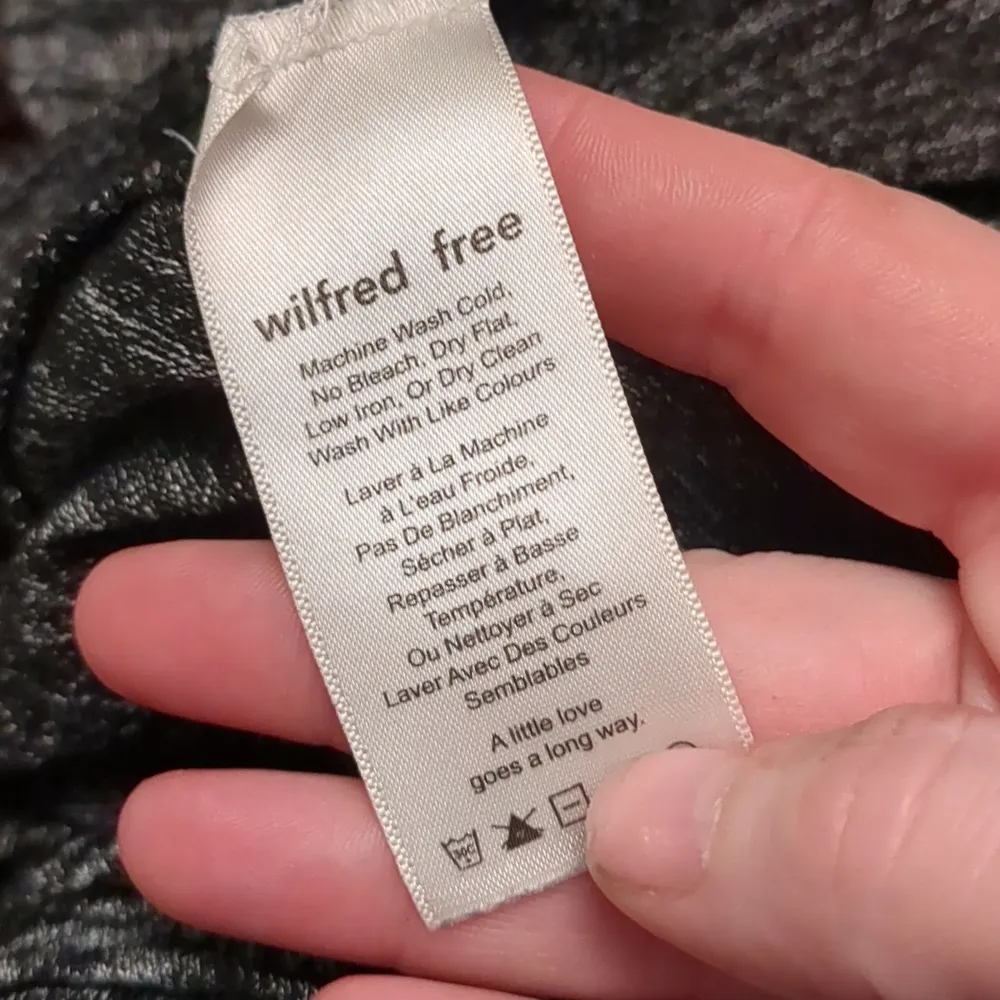 wilfred free
Machine Wash Cold,
No Bleach, Dry Flat,
Low Iron, Or Dry Clean
Wash With Like Colours
Laver à La Machine
à L'eau Froide,
Pas De Blanchiment,
Sécher à Plat,
Repasser à Basse
Température,
Ou Nettoyer à Sec
Laver Avec Des Couleurs
Semblables
A little love
goes a long way.